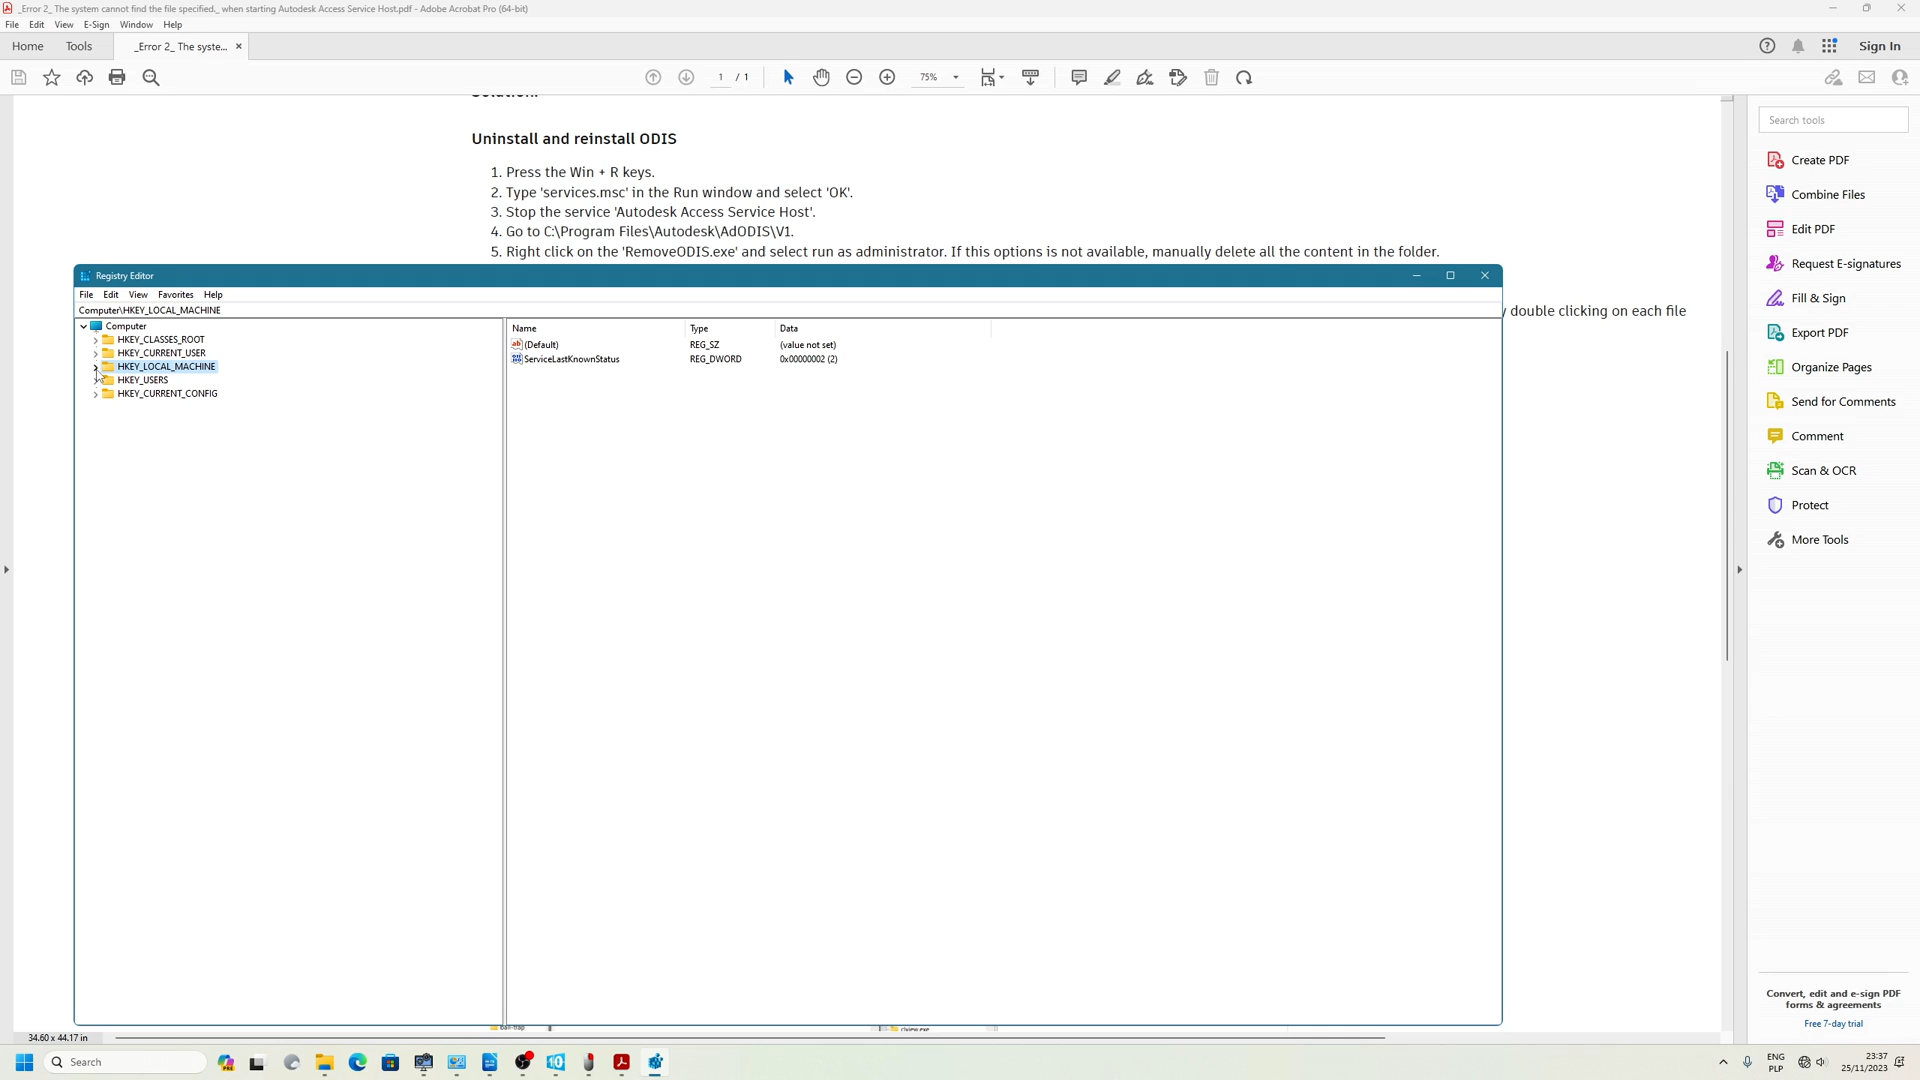 _Error 2_ The system cannot find the file specified._ when starting Autodesk Access Service Host.pdf - Adobe Acrobat Pro (64-bit)
File Edit View E-Sign Window Help
Home Tools _Error 2_ The syste... × Sign In
1 / 1 75%
Uninstall and reinstall ODIS
1. Press the Win + R keys.
2. Type 'services.msc' in the Run window and select 'OK'.
3. Stop the service 'Autodesk Access Service Host'.
4. Go to C:\Program Files\Autodesk\AdODIS\V1.
5. Right click on the 'RemoveODIS.exe' and select run as administrator. If this options is not available, manually delete all the content in the folder.
double clicking on each file
Registry Editor
File Edit View Favorites Help
Computer\HKEY_LOCAL_MACHINE
Computer
HKEY_CLASSES_ROOT
HKEY_CURRENT_USER
HKEY_LOCAL_MACHINE
HKEY_USERS
HKEY_CURRENT_CONFIG
Name Type Data
(Default) REG_SZ (value not set)
ServiceLastKnownStatus REG_DWORD 0x00000002 (2)
Search tools
Create PDF
Combine Files
Edit PDF
Request E-signatures
Fill & Sign
Export PDF
Organize Pages
Send for Comments
Comment
Scan & OCR
Protect
More Tools
Convert, edit and e-sign PDF
forms & agreements
Free 7-day trial
34.60 x 44.17 in
Search
ENG
PLP
23:37
25/11/2023